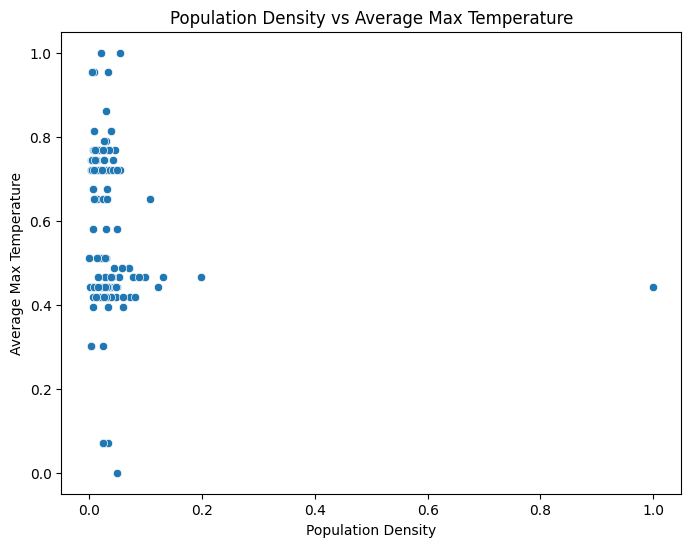 Population Density vs Average Max Temperature
1.0
0.8
0.6
0.4
0.2
0.0
Average Max Temperature
0.0 0.2 0.4 0.6 0.8 1.0
Population Density